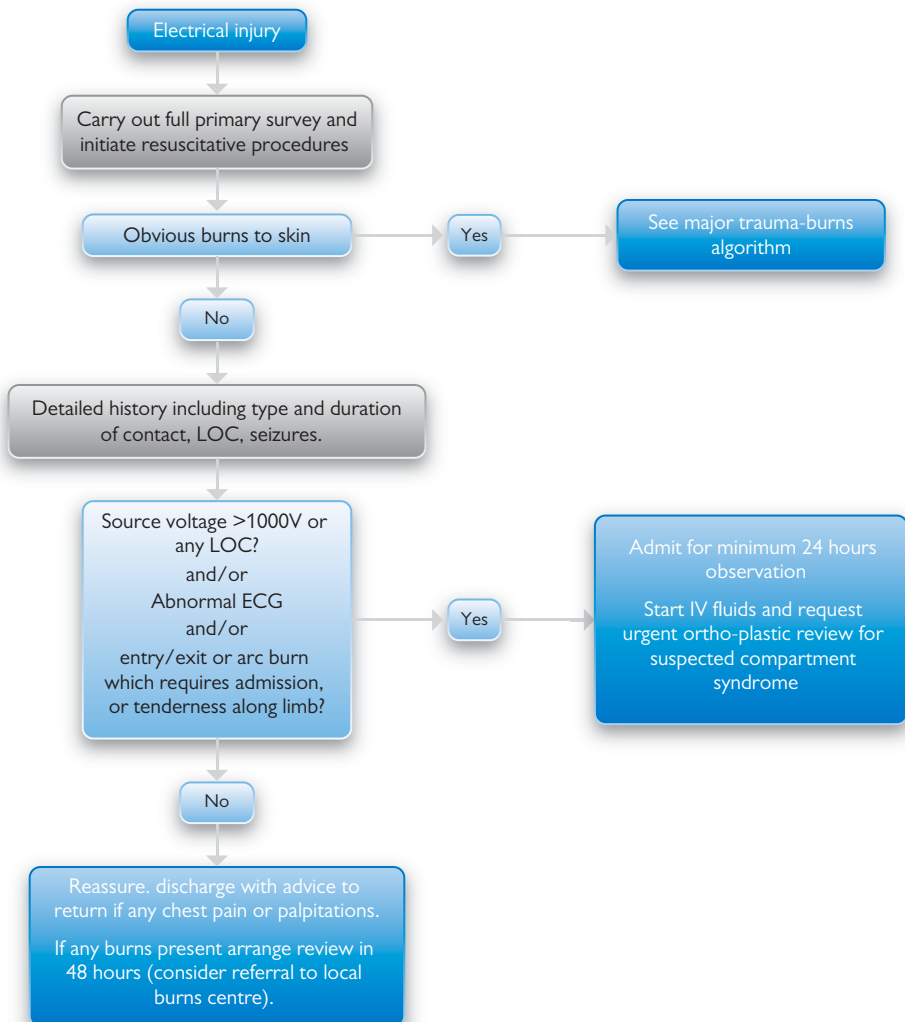 Electrical injury
Carry out full primary survey and
initiate resuscitative procedures
Obvious burns to skin
Yes
See major trauma-burns
algorithm
No
Detailed history including type and duration
of contact, LOC, seizures.
Source voltage >1000V or
any LOC?
and/or
Abnormal ECG
and/or
entry/exit or arc burn
which requires admission,
or tenderness along limb?
Yes
Admit for minimum 24 hours
observation
Start IV fluids and request
urgent ortho-plastic review for
suspected compartment
syndrome
No
Reassure. discharge with advice to
return if any chest pain or palpitations.
If any burns present arrange review in
48 hours (consider referral to local
burns centre).